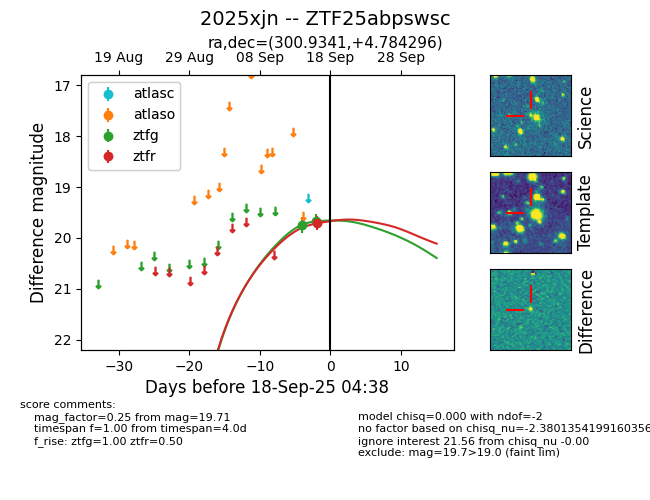 2025xjn -- ZTF25abpswsc
ra,dec=(300.9341,+4.784296)
19 Aug 29 Aug 08 Sep 18 Sep 28 Sep
17
18
19
20
21
22
Difference magnitude
atlasc
atlaso
ztfg
ztfr
−30 −20 −10 0 10
Days before 18-Sep-25 04:38
Science
Template
Difference
score comments:
mag_factor=0.25 from mag=19.71
timespan f=1.00 from timespan=4.0d
f_rise: ztfg=1.00 ztfr=0.50
model chisq=0.000 with ndof=-2
no factor based on chisq_nu=-2.3801354199160356
ignore interest 21.56 from chisq_nu -0.00
exclude: mag=19.7>19.0 (faint lim)